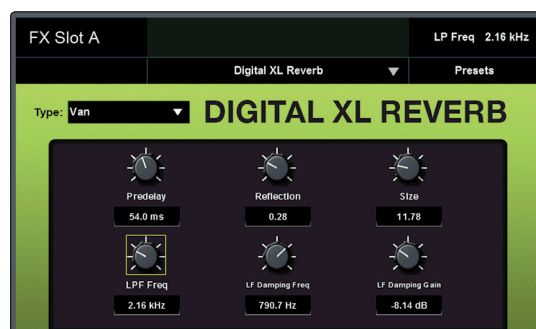 FX Slot A
LP Freq 2.16 kHz
Digital XL Reverb
Presets
Type: Van
DIGITAL XL REVERB
Predelay
Reflection
Size
54.0 ms
0.28
11.78
LPF Freq
LF Damping Freq
LF Damping Gain
2.16 kHz
790.7 Hz
-8.14 dB